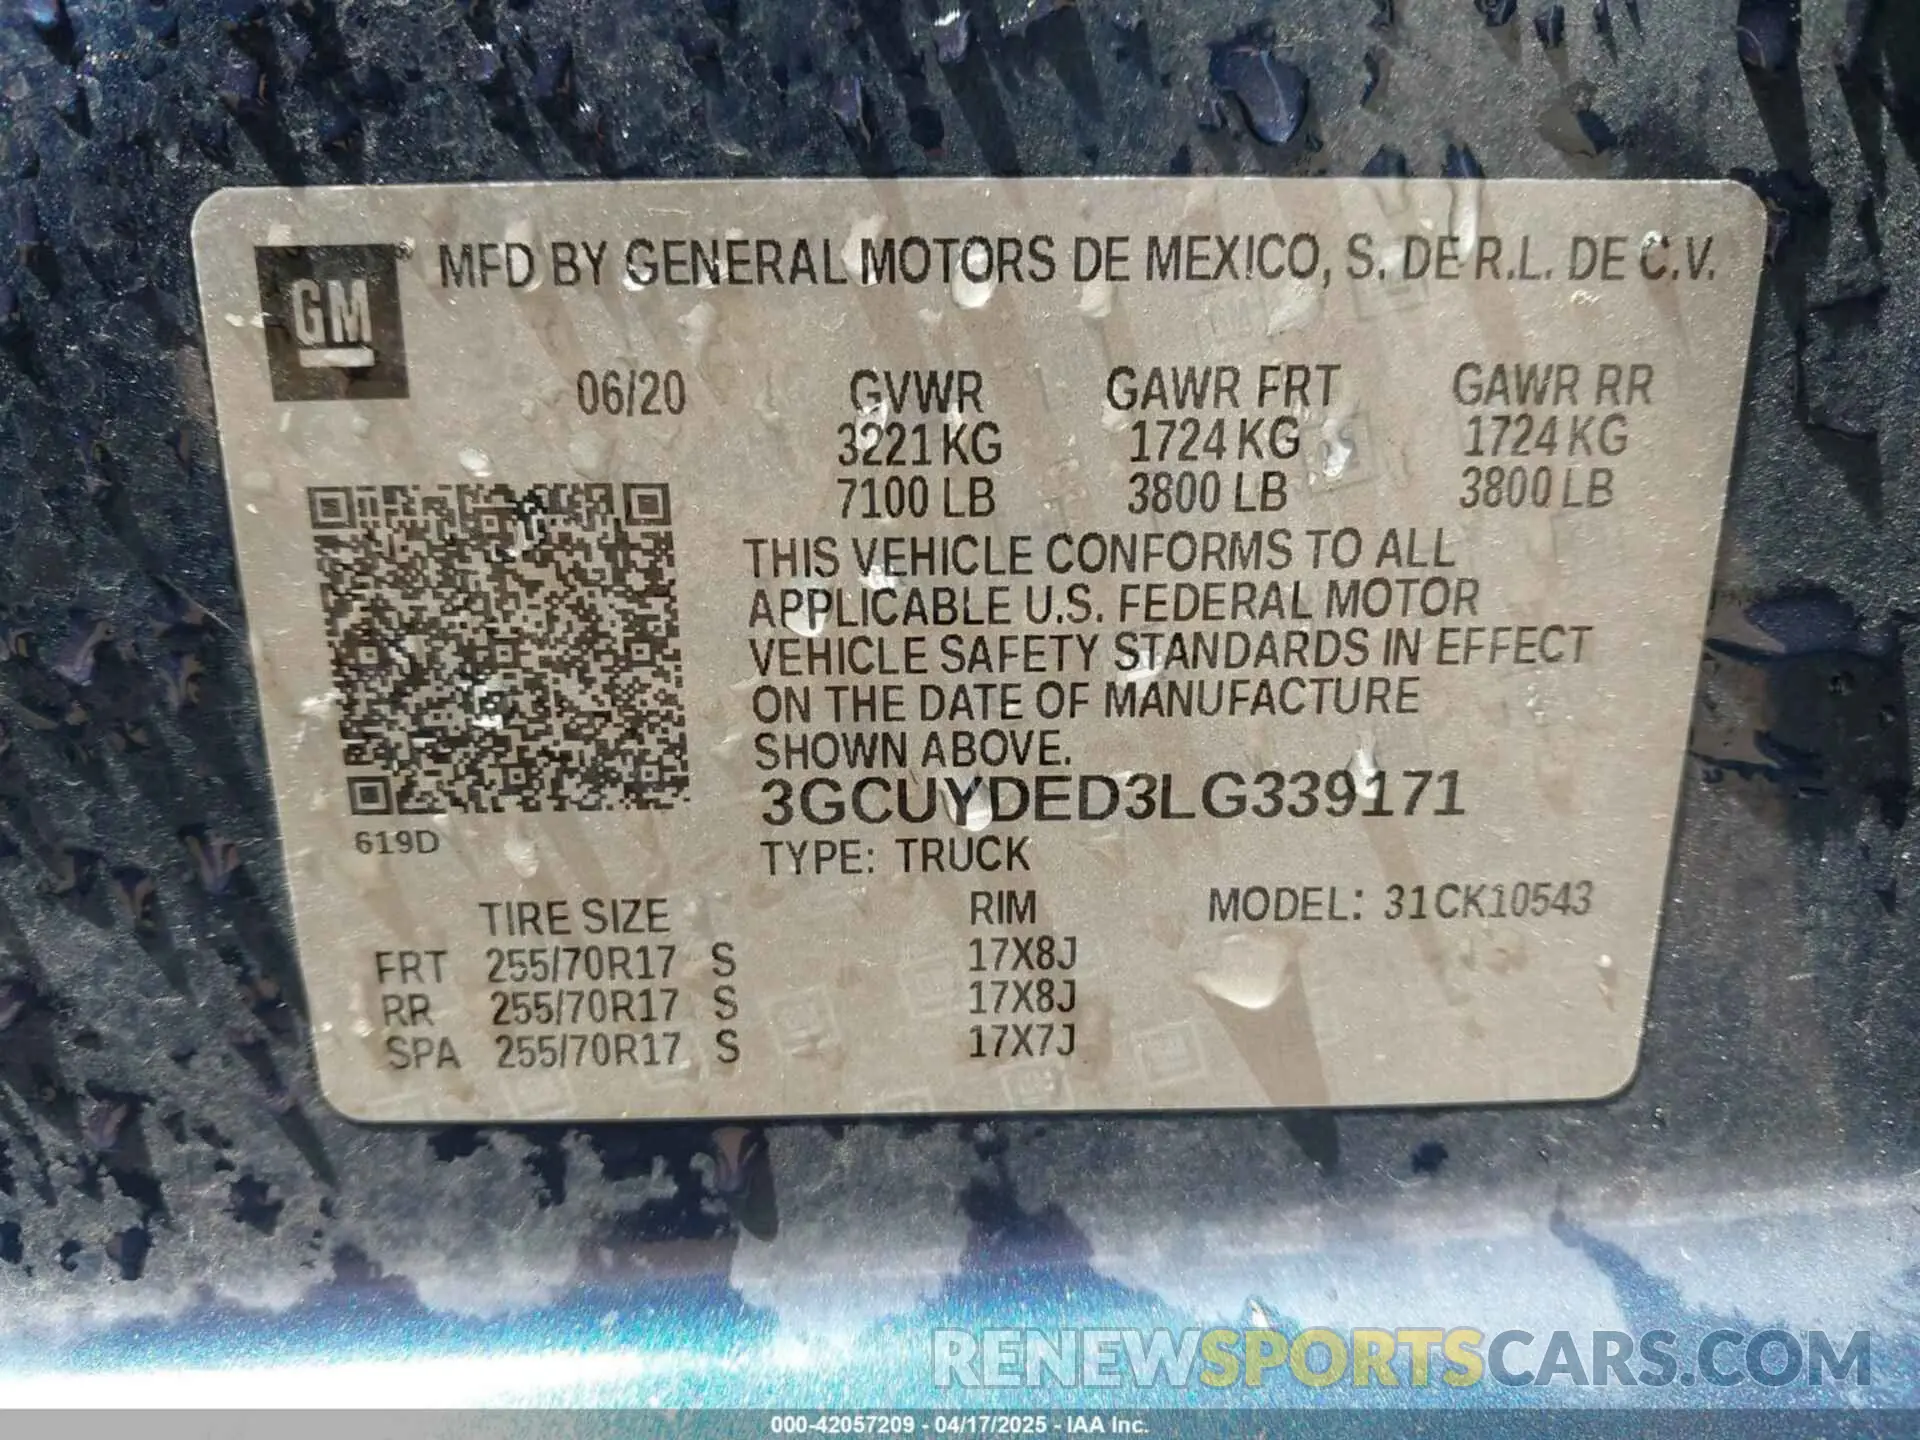 GM ® MFD BY GENERAL MOTORS DE MEXICO, S. DE R.L. DE C.V.
06/20 GVWR GAWR FRT GAWR RR
3221 KG 1724 KG 1724 KG
7100 LB 3800 LB 3800 LB
THIS VEHICLE CONFORMS TO ALL
APPLICABLE U.S. FEDERAL MOTOR
VEHICLE SAFETY STANDARDS IN EFFECT
ON THE DATE OF MANUFACTURE
SHOWN ABOVE.
3GCUYDED3LG339171
619D
TYPE: TRUCK
TIRE SIZE RIM MODEL: 31CK10543
FRT 255/70R17 S 17X8J
RR 255/70R17 S 17X8J
SPA 255/70R17 S 17X7J
RENEWSPORTSCARS.COM
000-42057209 - 04/17/2025 - IAA Inc.